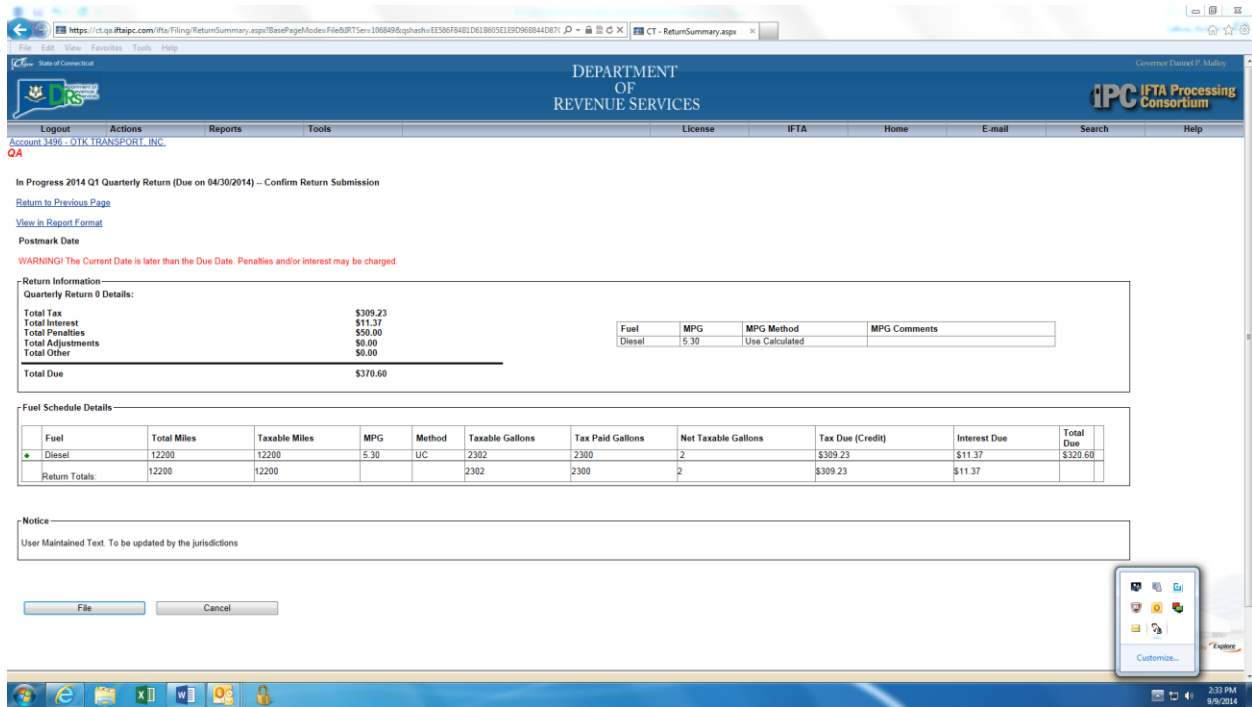 https://ct.qa.iftaipc.com/ifta/Filing/ReturnSummary.aspx?BasePageMode=File&IRTSer=106849&qshash=EE586F84B1D618605E1E9D968844D87(
CT - ReturnSummary.aspx
File Edit View Favorites Tools Help
CT.gov State of Connecticut
Governor Dannel P. Malloy
DEPARTMENT
OF
REVENUE SERVICES
DRS
iPC IFTA Processing
Consortium
Logout Actions Reports Tools License IFTA Home E-mail Search Help
Account 3496 - OTK TRANSPORT, INC.
QA
In Progress 2014 Q1 Quarterly Return (Due on 04/30/2014) -- Confirm Return Submission
Return to Previous Page
View in Report Format
Postmark Date
WARNING! The Current Date is later than the Due Date. Penalties and/or interest may be charged.
Return Information
Quarterly Return 0 Details:
Total Tax $309.23
Total Interest $11.37
Total Penalties $50.00
Total Adjustments $0.00
Total Other $0.00
Total Due $370.60
Fuel MPG MPG Method MPG Comments
Diesel 5.30 Use Calculated
Fuel Schedule Details
Fuel Total Miles Taxable Miles MPG Method Taxable Gallons Tax Paid Gallons Net Taxable Gallons Tax Due (Credit) Interest Due Total Due
Diesel 12200 12200 5.30 UC 2302 2300 2 $309.23 $11.37 $320.60
Return Totals: 12200 12200 2302 2300 2 $309.23 $11.37
Notice
User Maintained Text. To be updated by the jurisdictions
File Cancel
Customize...
Explore
2:33 PM
9/9/2014